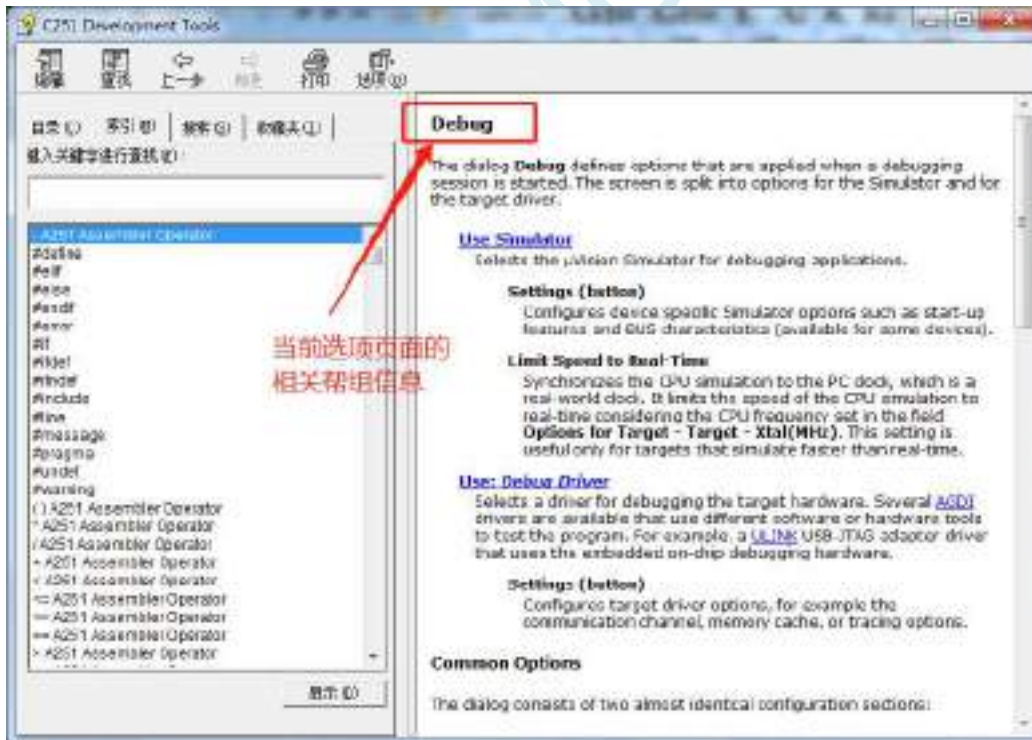 C251 Development Tools
隐藏 查找 上一步 打印 选项(O)
目录(C) 索引(N) 搜索(S) 收藏夹(I)
键入关键字进行查找(W):
- A251 Assembler Operator
#define
#elif
#else
#endif
#error
#if
#ifdef
#ifndef
#include
#line
#message
#pragma
#undef
#warning
( ) A251 Assembler Operator
* A251 Assembler Operator
/ A251 Assembler Operator
+ A251 Assembler Operator
< A251 Assembler Operator
<= A251 Assembler Operator
A251 Assembler Operator
A251 Assembler Operator
> A251 Assembler Operator
显示(D)
当前选项页面的
相关帮组信息
Debug
The dialog Debug defines options that are applied when a debugging
session is started. The screen is split into options for the Simulator and for
the target driver.
Use Simulator
Selects the µVision Simulator for debugging applications.
Settings (button)
Configures device specific Simulator options such as start-up
features and BUS characteristics (available for some devices).
Limit Speed to Real-Time
Synchronizes the CPU simulation to the PC clock, which is a
real-world clock. It limits the speed of the CPU simulation to
real-time considering the CPU frequency set in the field
Options for Target - Target - Xtal(MHz). This setting is
useful only for targets that simulate faster than real-time.
Use: Debug Driver
Selects a driver for debugging the target hardware. Several AGDI
drivers are available that use different software or hardware tools
to test the program. For example, a ULINK USB-JTAG adapter driver
that uses the embedded on-chip debugging hardware.
Settings (button)
Configures target driver options, for example the
communication channel, memory cache, or tracing options.
Common Options
The dialog consists of two almost identical configuration sections: